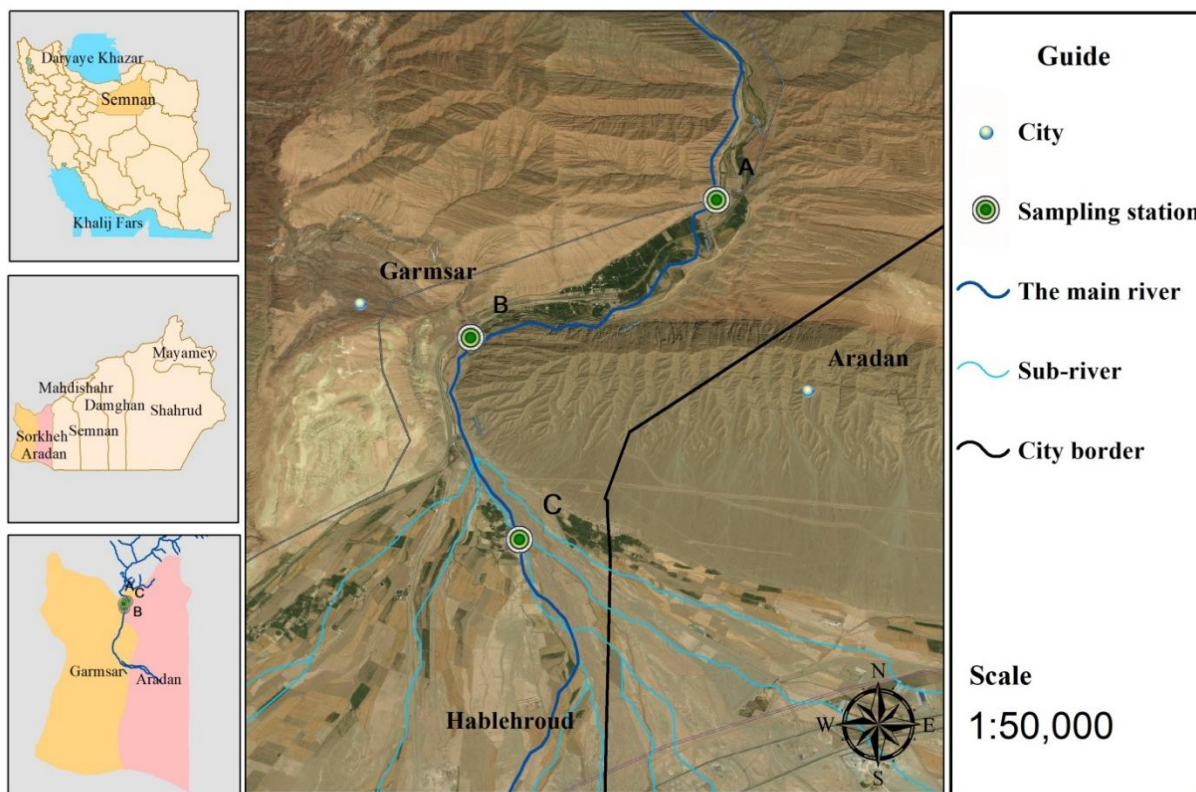 Daryaye Khazar
Semnan
Khalij Fars
Mayamey
Mahdishahr
Damghan
Shahrud
Sorkheh
Semnan
Aradan
A
C
B
Garmsar
Aradan
A
Garmsar
B
Aradan
C
Hablehroud
N
W
E
S
Guide
City
Sampling station
The main river
Sub-river
City border
Scale
1:50,000